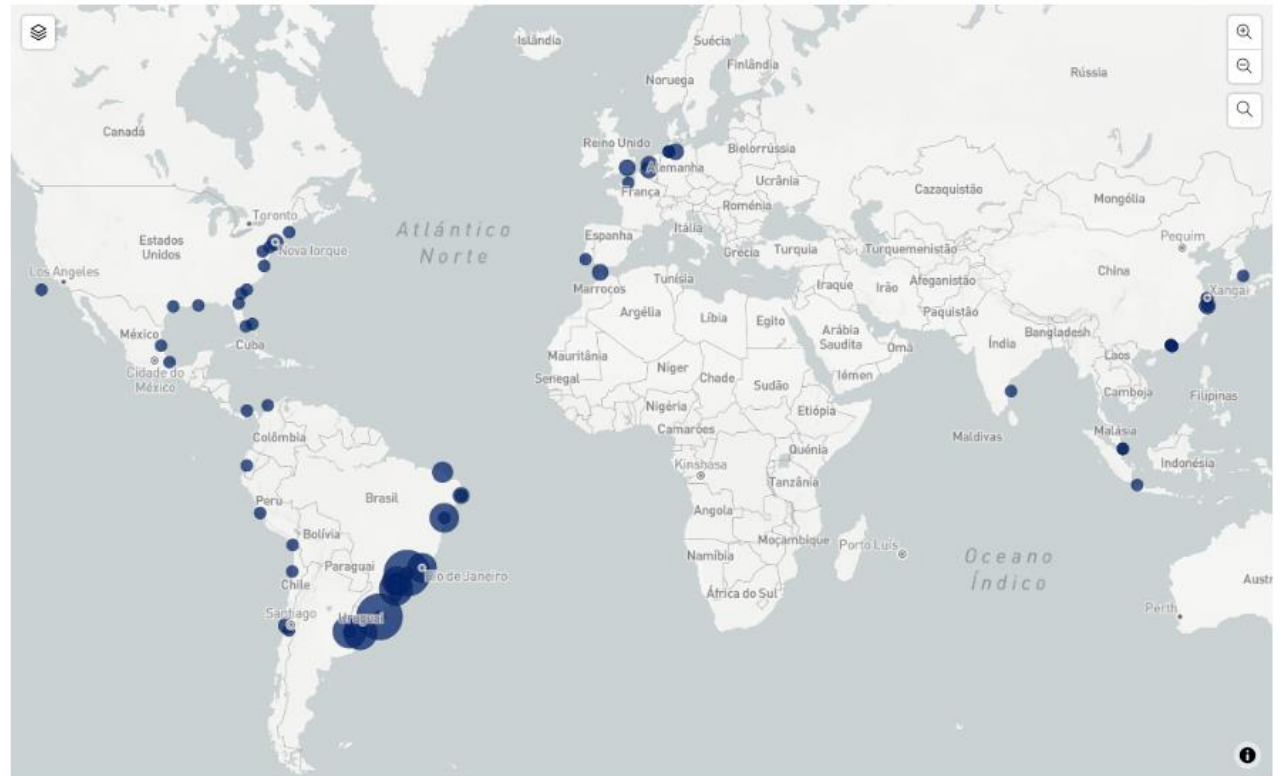 Islândia
Suécia
Finlândia
Noruega
Rússia
Canadá
Reino Unido
Bielorrússia
Alemanha
Ucrânia
Cazaquistão
Mongólia
França
Roménia
Toronto
Atlântico
Norte
Estados
Unidos
Nova Iorque
Espanha
Itália
Grécia
Turquia
Turquemenistão
Pequim
Los Angeles
Marrocos
Tunísia
Iraque
Irão
Afeganistão
China
Xangai
Argélia
Líbia
Egito
Paquistão
México
Cuba
Arábia
Saudita
Omã
Índia
Bangladesh
Laos
Cidade do
México
Mauritânia
Senegal
Níger
Chade
Sudão
Iémen
Camboja
Filipinas
Nigéria
Etiópia
Camarões
Colômbia
Maldivas
Malásia
Quénia
Indonésia
Kinshasa
Tanzânia
Peru
Brasil
Angola
Bolívia
Moçambique
Porto Luís
Namíbia
Paraguai
Rio de Janeiro
Oceano
Índico
Chile
África do Sul
Austr
Santiago
Uruguai
Perth